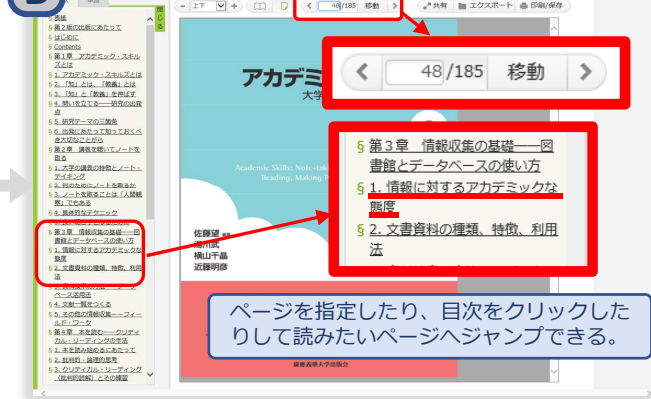 閉じる
§ 表紙
§ 第２版の出版にあたって
§ はじめに
§ Contents
§ 第１章 アカデミック・スキルズとは
§ 1. アカデミック・スキルズとは
§ 2. 「知」とは、「教養」とは
§ 3. 「知」と「教養」を伸ばす
§ 4. 問いを立てる――研究の出発点
§ 5. 研究テーマの三箇条
§ 6. 出発にあたって知っておくべき大切なことがら
§ 第２章 講義を聴いてノートを取る
§ 1. 大学の講義の特徴とノート・テイキング
§ 2. 何のためにノートを取るか
§ 3. ノートを取ることは「人間観察」でもある
§ 4. 具体的なテクニック
§ 第３章 情報収集の基礎――図書館とデータベースの使い方
§ 1. 情報に対するアカデミックな態度
§ 2. 文書資料の種類、特徴、利用法
ベース活用法
§ 4. 文献一覧をつくる
§ 5. その他の情報収集――フィールド・ワーク
§ 第４章 本を読む――クリティカル・リーディングの手法
§ 1. 本を読み始めるにあたって
§ 2. 批判的・論理的思考
§ 3. クリティカル・リーディング（批判的読解）とその練習
- 上下 +
< 48/185 移動 >
共有 エクスポート 印刷/保存
アカデミ
大学
Academic Skills: Note-tak
Reading, Making P
佐藤望 編著
湯川武
横山千晶
近藤明彦
慶應義塾大学出版会
< 48/185 移動 >
§ 第３章 情報収集の基礎――図
書館とデータベースの使い方
§ 1. 情報に対するアカデミックな
態度
§ 2. 文書資料の種類、特徴、利用
法
ページを指定したり、目次をクリックした
りして読みたいページへジャンプできる。